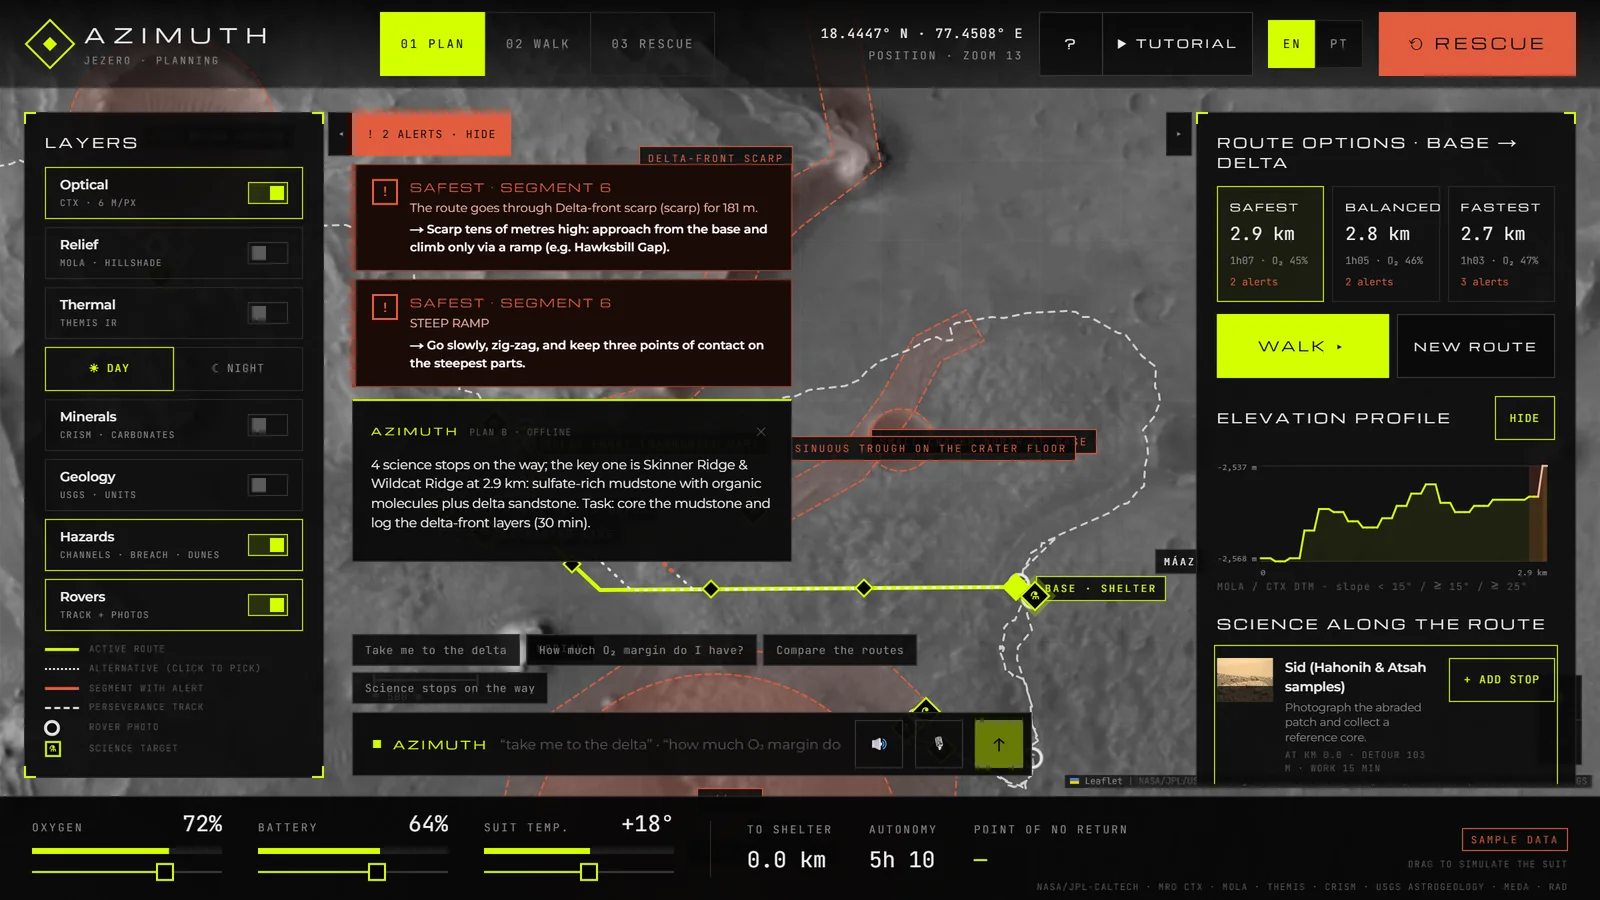 AZIMUTH
JEZERO · PLANNING
01 PLAN
02 WALK
03 RESCUE
18.4447° N · 77.4508° E
POSITION · ZOOM 13
?
▶ TUTORIAL
EN
PT
RESCUE
LAYERS
Optical
CTX · 6 M/PX
Relief
MOLA · HILLSHADE
Thermal
THEMIS IR
☀ DAY
☾ NIGHT
Minerals
CRISM · CARBONATES
Geology
USGS · UNITS
Hazards
CHANNELS · BREACH · DUNES
Rovers
TRACK + PHOTOS
ACTIVE ROUTE
ALTERNATIVE (CLICK TO PICK)
SEGMENT WITH ALERT
PERSEVERANCE TRACK
ROVER PHOTO
SCIENCE TARGET
! 2 ALERTS · HIDE
DELTA-FRONT SCARP
! SAFEST · SEGMENT 6
The route goes through Delta-front scarp (scarp) for 181 m.
→ Scarp tens of metres high: approach from the base and
climb only via a ramp (e.g. Hawksbill Gap).
! SAFEST · SEGMENT 6
STEEP RAMP
→ Go slowly, zig-zag, and keep three points of contact on
the steepest parts.
AZIMUTH PLAN B · OFFLINE ×
4 science stops on the way; the key one is Skinner Ridge &
Wildcat Ridge at 2.9 km: sulfate-rich mudstone with organic
molecules plus delta sandstone. Task: core the mudstone and
log the delta-front layers (30 min).
SINUOUS TROUGH ON THE CRATER FLOOR
MÁAZ
BASE · SHELTER
Take me to the delta
How much O₂ margin do I have?
Compare the routes
Science stops on the way
AZIMUTH "take me to the delta" · "how much O₂ margin do
Leaflet | NASA/JPL/US
ROUTE OPTIONS · BASE →
DELTA
SAFEST
2.9 km
1h07 · O₂ 45%
2 alerts
BALANCED
2.8 km
1h05 · O₂ 46%
2 alerts
FASTEST
2.7 km
1h03 · O₂ 47%
3 alerts
WALK ▸
NEW ROUTE
ELEVATION PROFILE
HIDE
-2,537 m
-2,568 m
0
2.9 km
MOLA / CTX DTM · slope < 15° / ≥ 15° / ≥ 25°
SCIENCE ALONG THE ROUTE
Sid (Hahonih & Atsah
samples)
Photograph the abraded
patch and collect a
reference core.
AT KM 0.0 · DETOUR 103
M · WORK 15 MIN
+ ADD STOP
OXYGEN 72%
BATTERY 64%
SUIT TEMP. +18°
TO SHELTER
0.0 km
AUTONOMY
5h 10
POINT OF NO RETURN
—
SAMPLE DATA
DRAG TO SIMULATE THE SUIT
NASA/JPL-CALTECH · MRO CTX · MOLA · THEMIS · CRISM · USGS ASTROGEOLOGY · MEDA · RAD